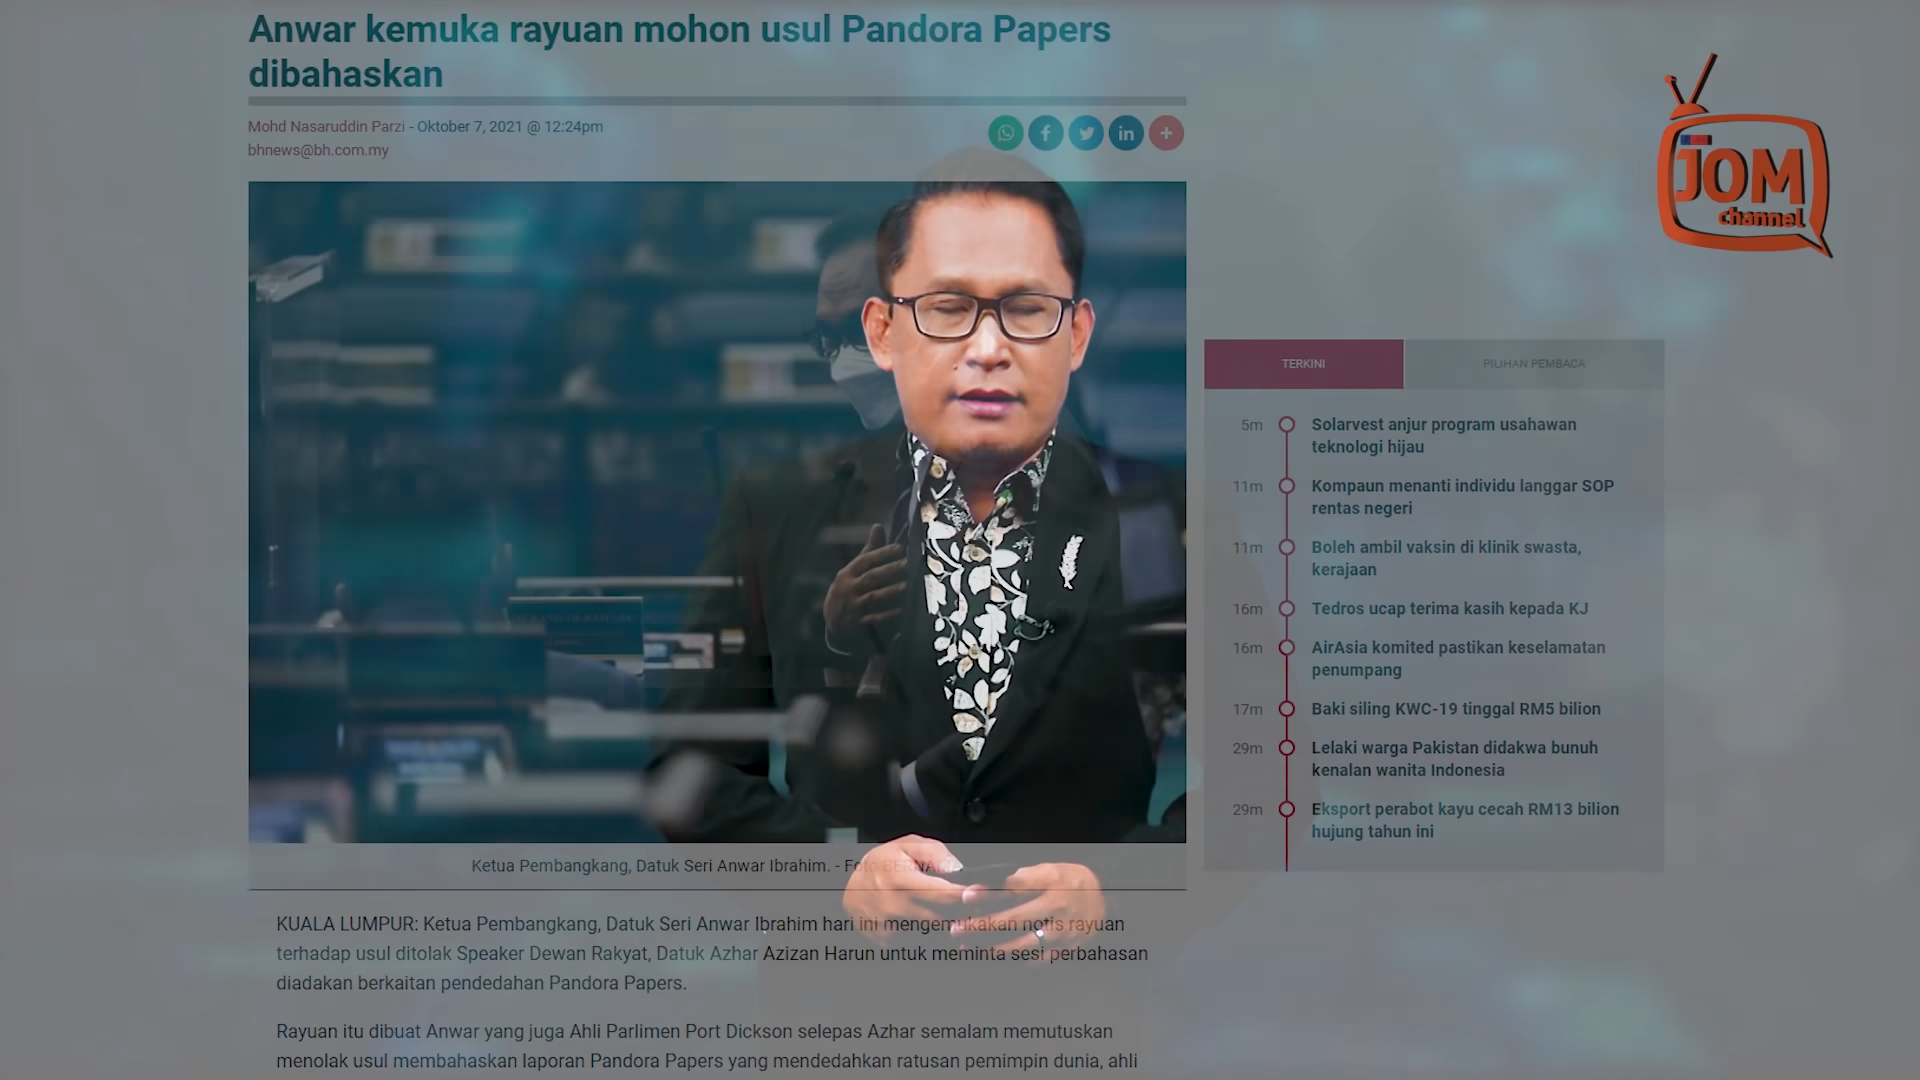 Anwar kemuka rayuan mohon usul Pandora Papers
dibahaskan
Mohd Nasaruddin Parzi - Oktober 7, 2021 @ 12:24pm
bhnews@bh.com.my
JOM
channel
TERKINI
PILIHAN PEMBACA
5m
Solarvest anjur program usahawan
teknologi hijau
11m
Kompaun menanti individu langgar SOP
rentas negeri
11m
Boleh ambil vaksin di klinik swasta,
kerajaan
16m
Tedros ucap terima kasih kepada KJ
16m
AirAsia komited pastikan keselamatan
penumpang
17m
Baki siling KWC-19 tinggal RM5 bilion
29m
Lelaki warga Pakistan didakwa bunuh
kenalan wanita Indonesia
29m
Eksport perabot kayu cecah RM13 bilion
hujung tahun ini
Ketua Pembangkang, Datuk Seri Anwar Ibrahim. - Foto BERNAMA
KUALA LUMPUR: Ketua Pembangkang, Datuk Seri Anwar Ibrahim hari ini mengemukakan notis rayuan
terhadap usul ditolak Speaker Dewan Rakyat, Datuk Azhar Azizan Harun untuk meminta sesi perbahasan
diadakan berkaitan pendedahan Pandora Papers.
Rayuan itu dibuat Anwar yang juga Ahli Parlimen Port Dickson selepas Azhar semalam memutuskan
menolak usul membahaskan laporan Pandora Papers yang mendedahkan ratusan pemimpin dunia, ahli